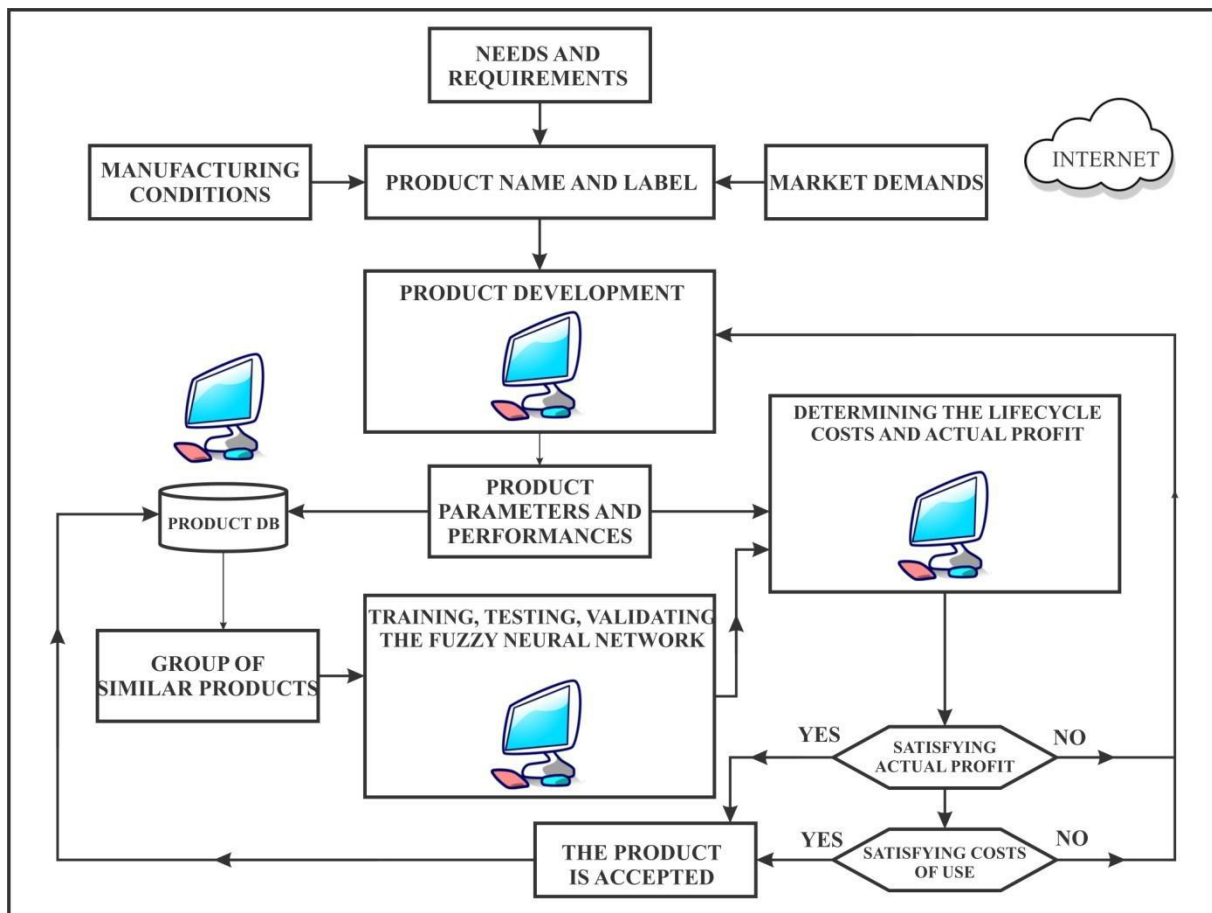 NEEDS AND
REQUIREMENTS
MANUFACTURING
CONDITIONS
PRODUCT NAME AND LABEL
MARKET DEMANDS
INTERNET
PRODUCT DEVELOPMENT
DETERMINING THE LIFECYCLE
COSTS AND ACTUAL PROFIT
PRODUCT
PARAMETERS AND
PERFORMANCES
PRODUCT DB
TRAINING, TESTING, VALIDATING
THE FUZZY NEURAL NETWORK
GROUP OF
SIMILAR PRODUCTS
YES
SATISFYING
ACTUAL PROFIT
NO
THE PRODUCT
IS ACCEPTED
YES
SATISFYING COSTS
OF USE
NO